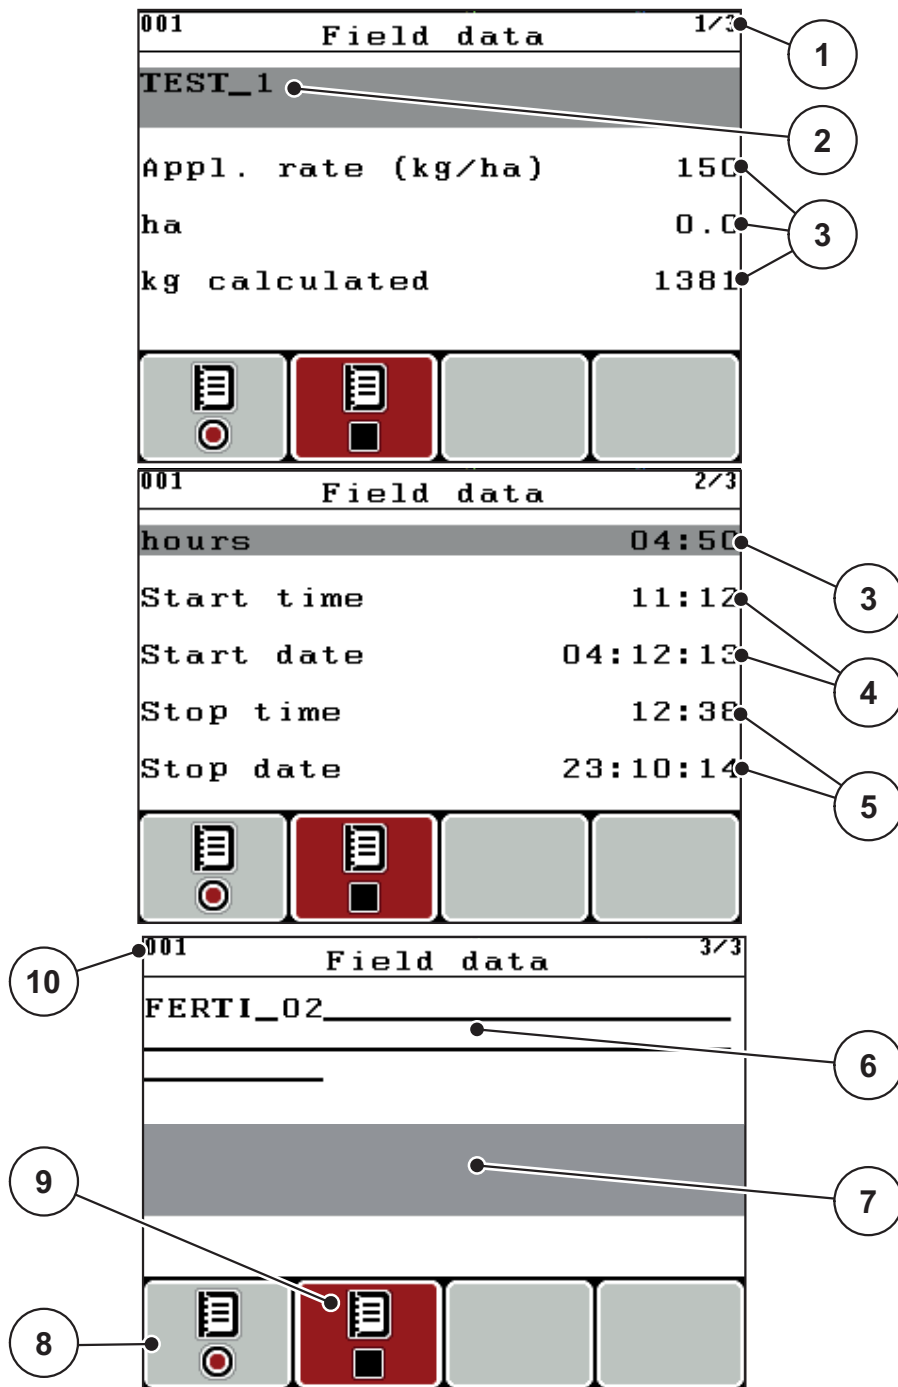 001 Field data 1/3
1
TEST_1
2
Appl. rate (kg/ha) 150
ha 0.0
3
kg calculated 1381
001 Field data 2/3
hours 04:50
3
Start time 11:12
Start date 04:12:13
4
Stop time 12:38
Stop date 23:10:14
5
001 Field data 3/3
10
FERTI_02
6
9
7
8